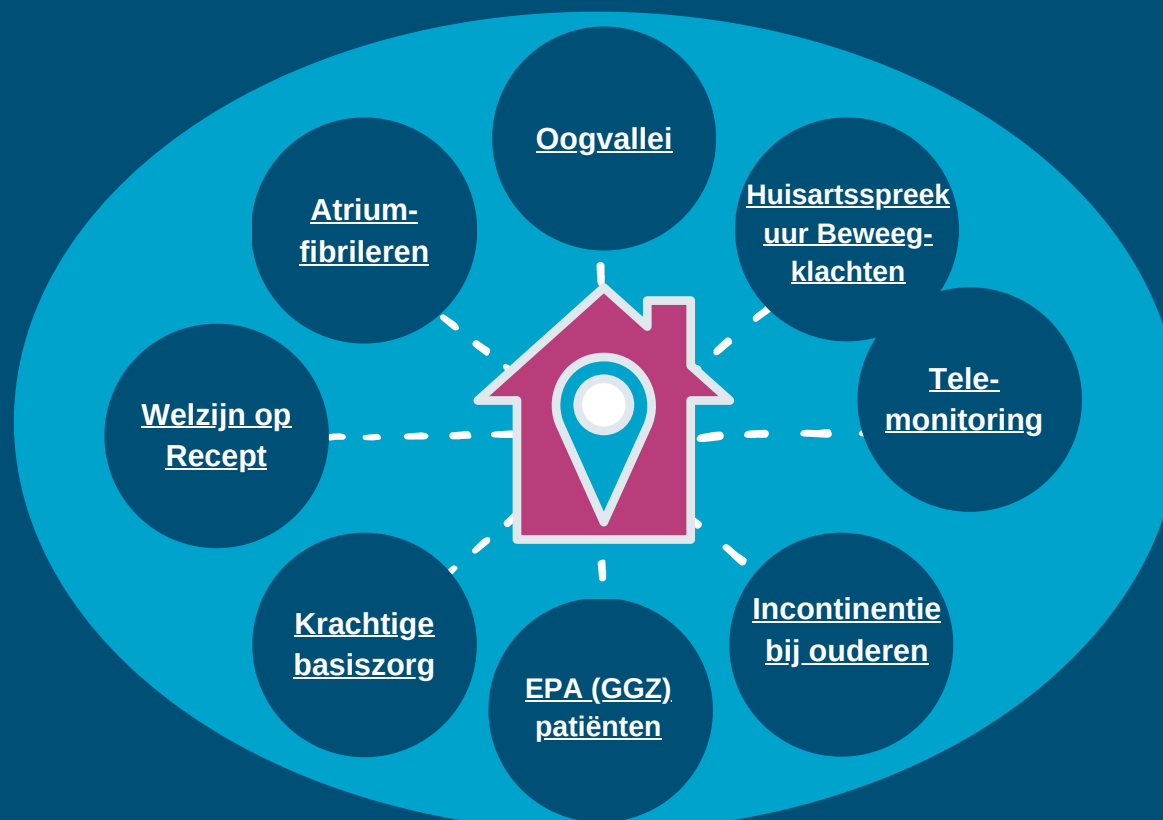 Oogvallei
Atrium-
fibrileren
Huisartsspreek
uur Beweeg-
klachten
Tele-
monitoring
Welzijn op
Recept
Krachtige
basiszorg
EPA (GGZ)
patiënten
Incontinentie
bij ouderen